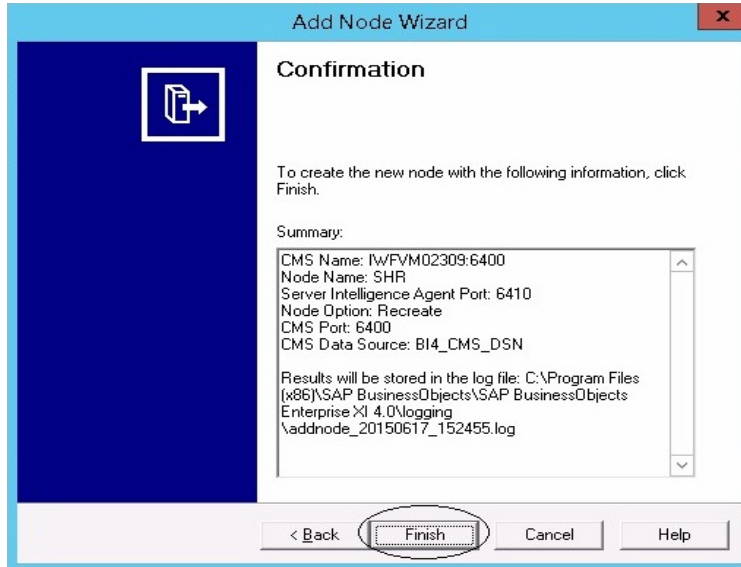 Add Node Wizard
x
Confirmation
To create the new node with the following information, click
Finish.
Summary:
CMS Name: IWFVM02309:6400
Node Name: SHR
Server Intelligence Agent Port: 6410
Node Option: Recreate
CMS Port: 6400
CMS Data Source: BI4_CMS_DSN
Results will be stored in the log file: C:\Program Files
(x86)\SAP BusinessObjects\SAP BusinessObjects
Enterprise XI 4.0\logging
\addnode_20150617_152455.log
< Back
Finish
Cancel
Help